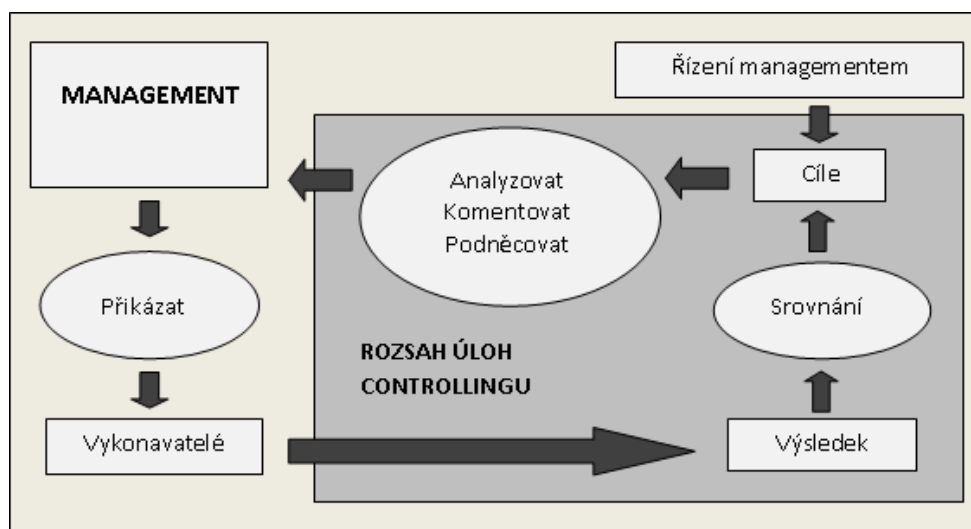 MANAGEMENT
Řízení managementem
Analyzovat
Komentovat
Podněcovat
Cíle
Přikázat
Srovnání
ROZSAH ÚLOH
CONTROLLINGU
Vykonavatelé
Výsledek